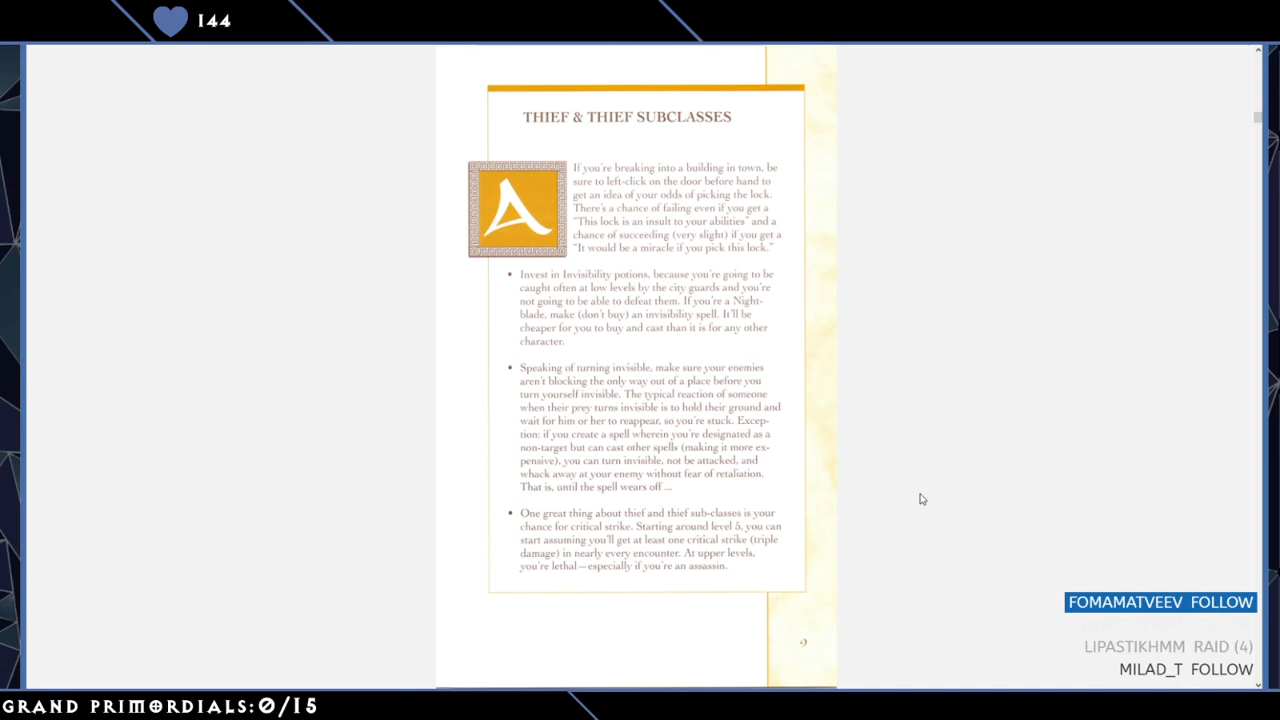 144
THIEF & THIEF SUBCLASSES
If you're breaking into a building in town, be
sure to left-click on the door before hand to
get an idea of your odds of picking the lock.
There's a chance of failing even if you get a
"This lock is an insult to your abilities" and a
chance of succeeding (very slight) if you get a
"It would be a miracle if you pick this lock."
• Invest in Invisibility potions, because you're going to be
caught often at low levels by the city guards and you're
not going to be able to defeat them. If you're a Night-
blade, make (don't buy) an invisibility spell. It'll be
cheaper for you to buy and cast than it is for any other
character.
• Speaking of turning invisible, make sure your enemies
aren't blocking the only way out of a place before you
turn yourself invisible. The typical reaction of someone
when their prey turns invisible is to hold their ground and
wait for him or her to reappear, so you're stuck. Excep-
tion: if you create a spell wherein you're designated as a
non-target but can cast other spells (making it more ex-
pensive), you can turn invisible, not be attacked, and
whack away at your enemy without fear of retaliation.
That is, until the spell wears off ...
• One great thing about thief and thief sub-classes is your
chance for critical strike. Starting around level 5, you can
start assuming you'll get at least one critical strike (triple
damage) in nearly every encounter. At upper levels,
you're lethal—especially if you're an assassin.
9
FOMAMATVEEV FOLLOW
LIPASTIKHMM RAID (4)
MILAD_T FOLLOW
GRAND PRIMORDIALS:0/15